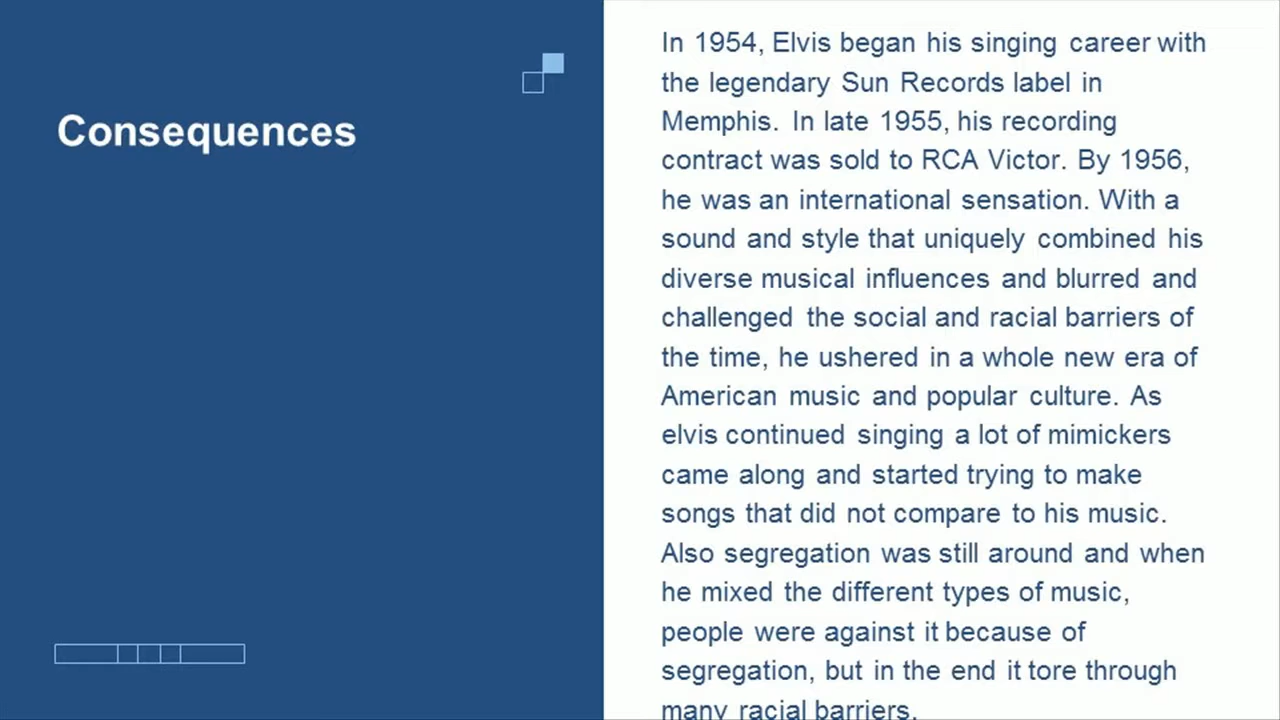 Consequences
In 1954, Elvis began his singing career with
the legendary Sun Records label in
Memphis. In late 1955, his recording
contract was sold to RCA Victor. By 1956,
he was an international sensation. With a
sound and style that uniquely combined his
diverse musical influences and blurred and
challenged the social and racial barriers of
the time, he ushered in a whole new era of
American music and popular culture. As
elvis continued singing a lot of mimickers
came along and started trying to make
songs that did not compare to his music.
Also segregation was still around and when
he mixed the different types of music,
people were against it because of
segregation, but in the end it tore through
many racial barriers.